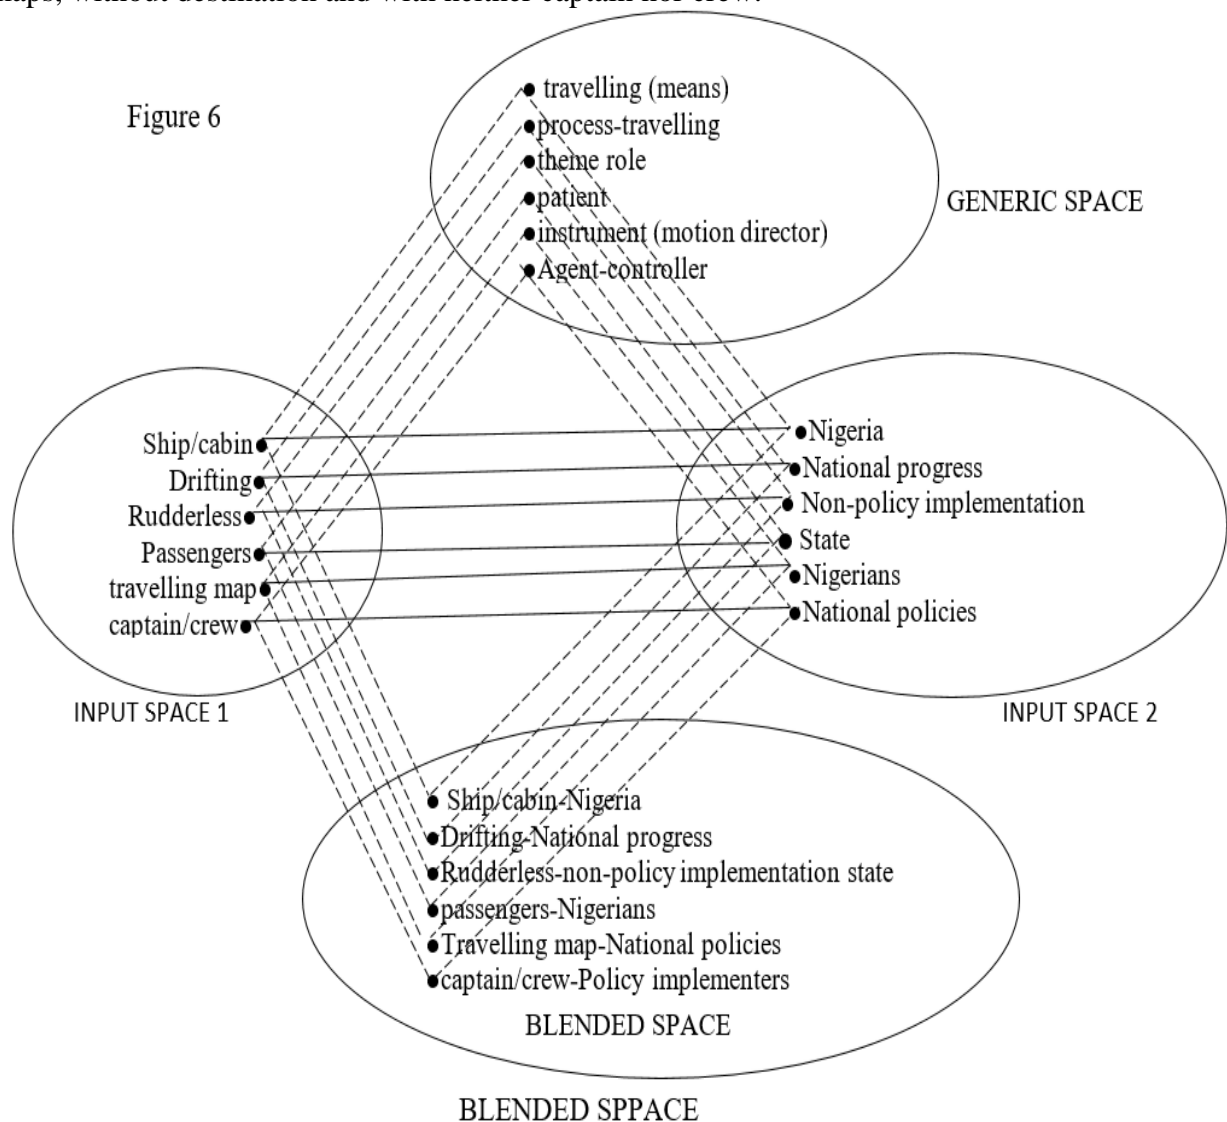 maps, without destination and with neither captain nor crew.
Figure 6
travelling (means)
process-travelling
theme role
patient
instrument (motion director)
Agent-controller
GENERIC SPACE
Ship/cabin
Drifting
Rudderless
Passengers
travelling map
captain/crew
INPUT SPACE 1
Nigeria
National progress
Non-policy implementation
State
Nigerians
National policies
INPUT SPACE 2
Ship/cabin-Nigeria
Drifting-National progress
Rudderless-non-policy implementation state
passengers-Nigerians
Travelling map-National policies
captain/crew-Policy implementers
BLENDED SPACE
BLENDED SPPACE